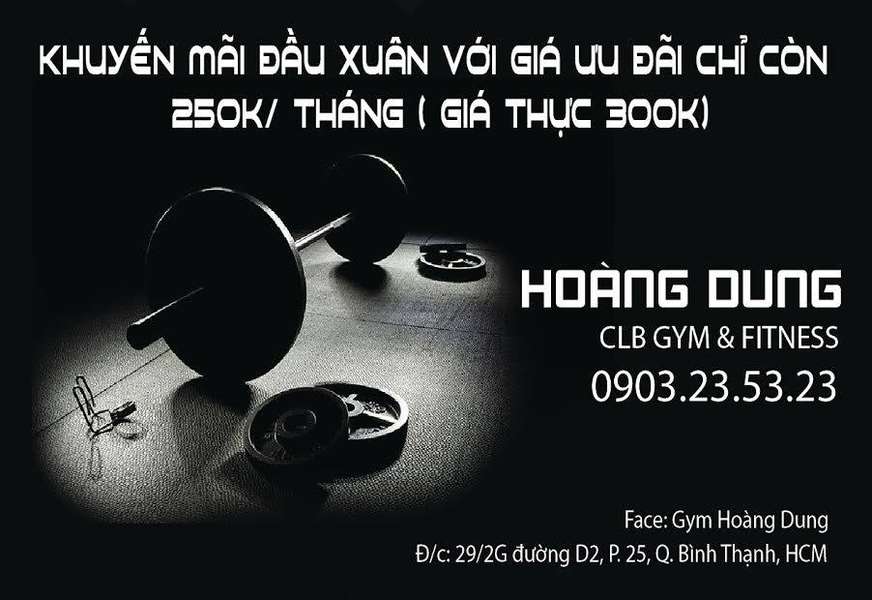 KHUYẾN MÃI ĐẦU XUÂN VỚI GIÁ ƯU ĐÃI CHỈ CÒN
250K/ THÁNG ( GIÁ THỰC 300K)
HOÀNG DUNG
CLB GYM & FITNESS
0903.23.53.23
Face: Gym Hoàng Dung
Đ/c: 29/2G đường D2, P. 25, Q. Bình Thạnh, HCM